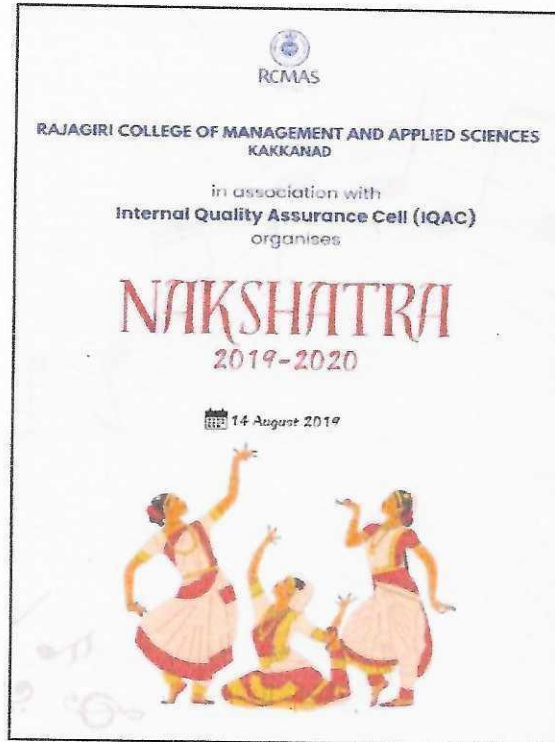 RCMAS
RAJAGIRI COLLEGE OF MANAGEMENT AND APPLIED SCIENCES
KAKKANAD
in association with
Internal Quality Assurance Cell (IQAC)
organises
NAKSHATRA
2019-2020
14 August 2019